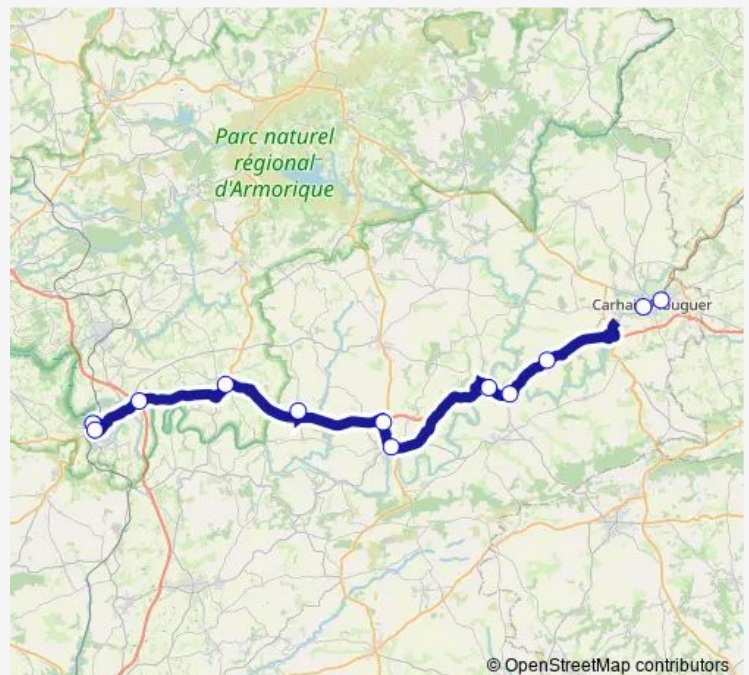 Parc naturel
régional
d'Armorique
Carhaix-Plouguer
© OpenStreetMap contributors